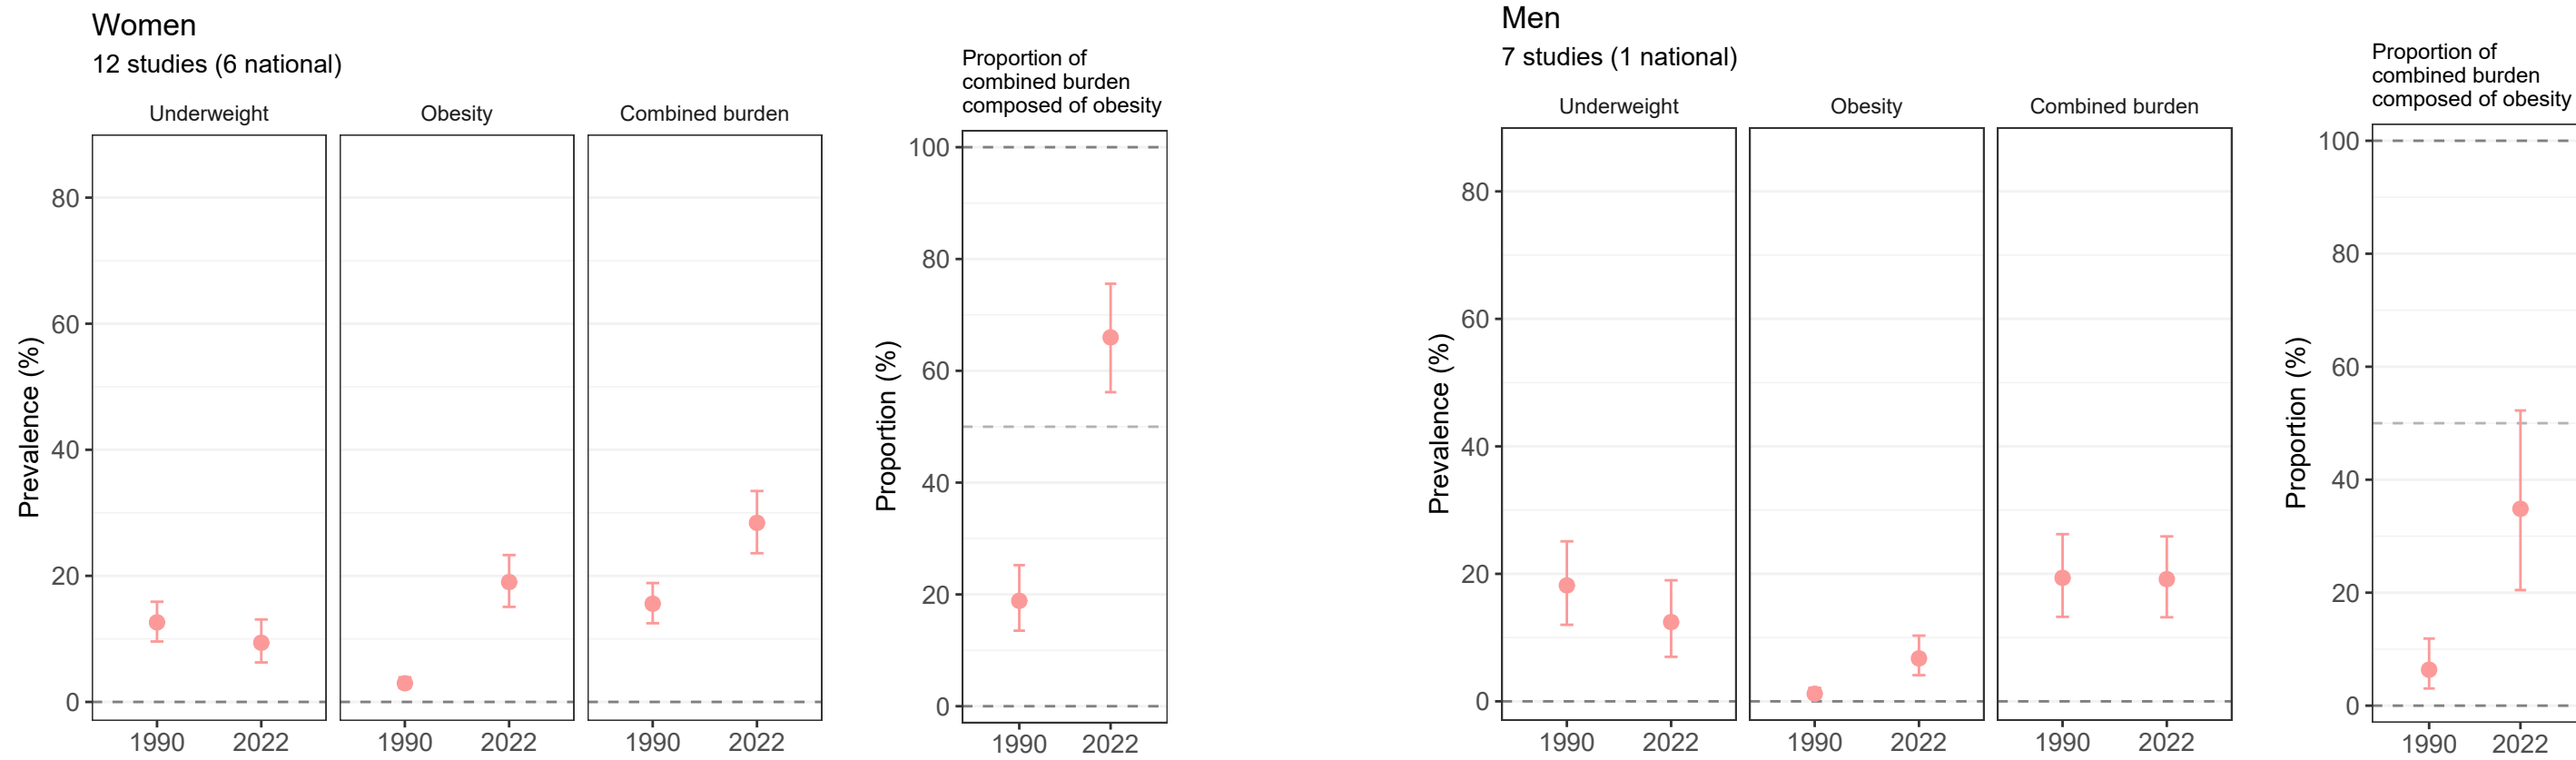 Women
12 studies (6 national)
Underweight
Obesity
Combined burden
Prevalence (%)
80
60
40
20
0
1990 2022
1990 2022
1990 2022
Proportion of
combined burden
composed of obesity
Proportion (%)
100
80
60
40
20
0
1990 2022
Men
7 studies (1 national)
Underweight
Obesity
Combined burden
Prevalence (%)
80
60
40
20
0
1990 2022
1990 2022
1990 2022
Proportion of
combined burden
composed of obesity
Proportion (%)
100
80
60
40
20
0
1990 2022